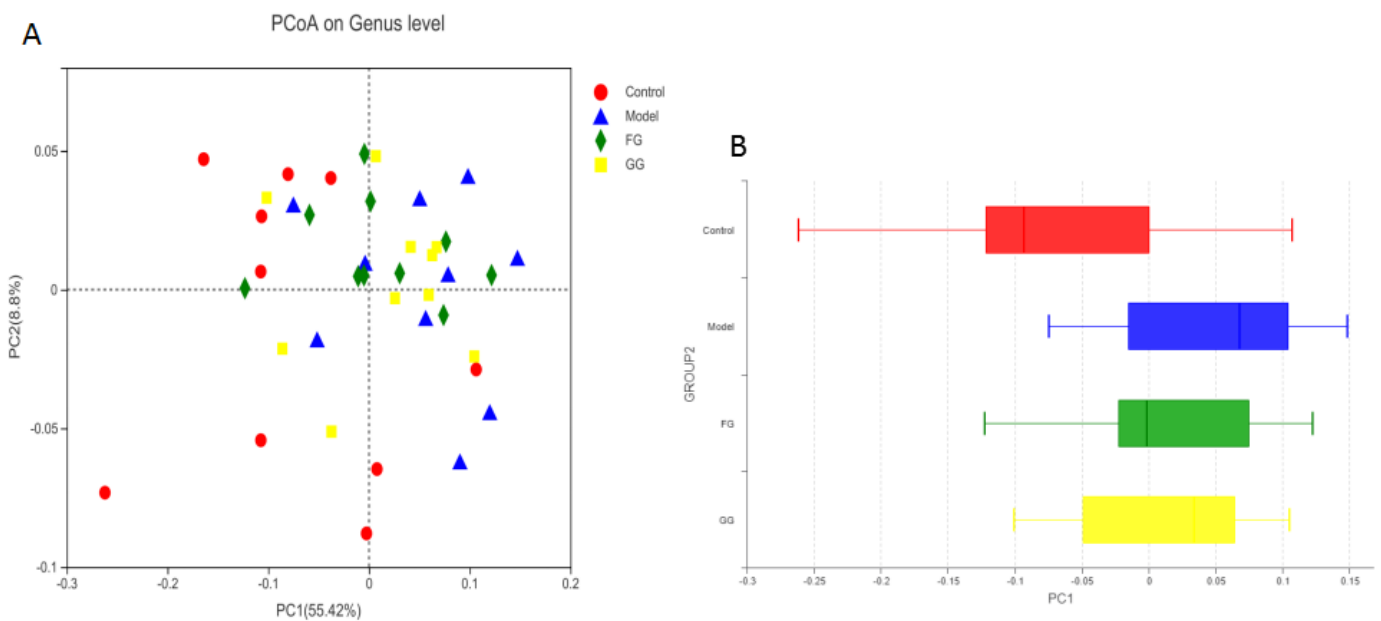 A
PCoA on Genus level
Control
Model
FG
GG
0.05
0
-0.05
-0.1
PC2(8.8%)
-0.3
-0.2
-0.1
0
0.1
0.2
PC1(55.42%)
B
Control
Model
FG
GG
GROUP2
-0.3
-0.25
-0.2
-0.15
-0.1
-0.05
0
0.05
0.1
0.15
PC1